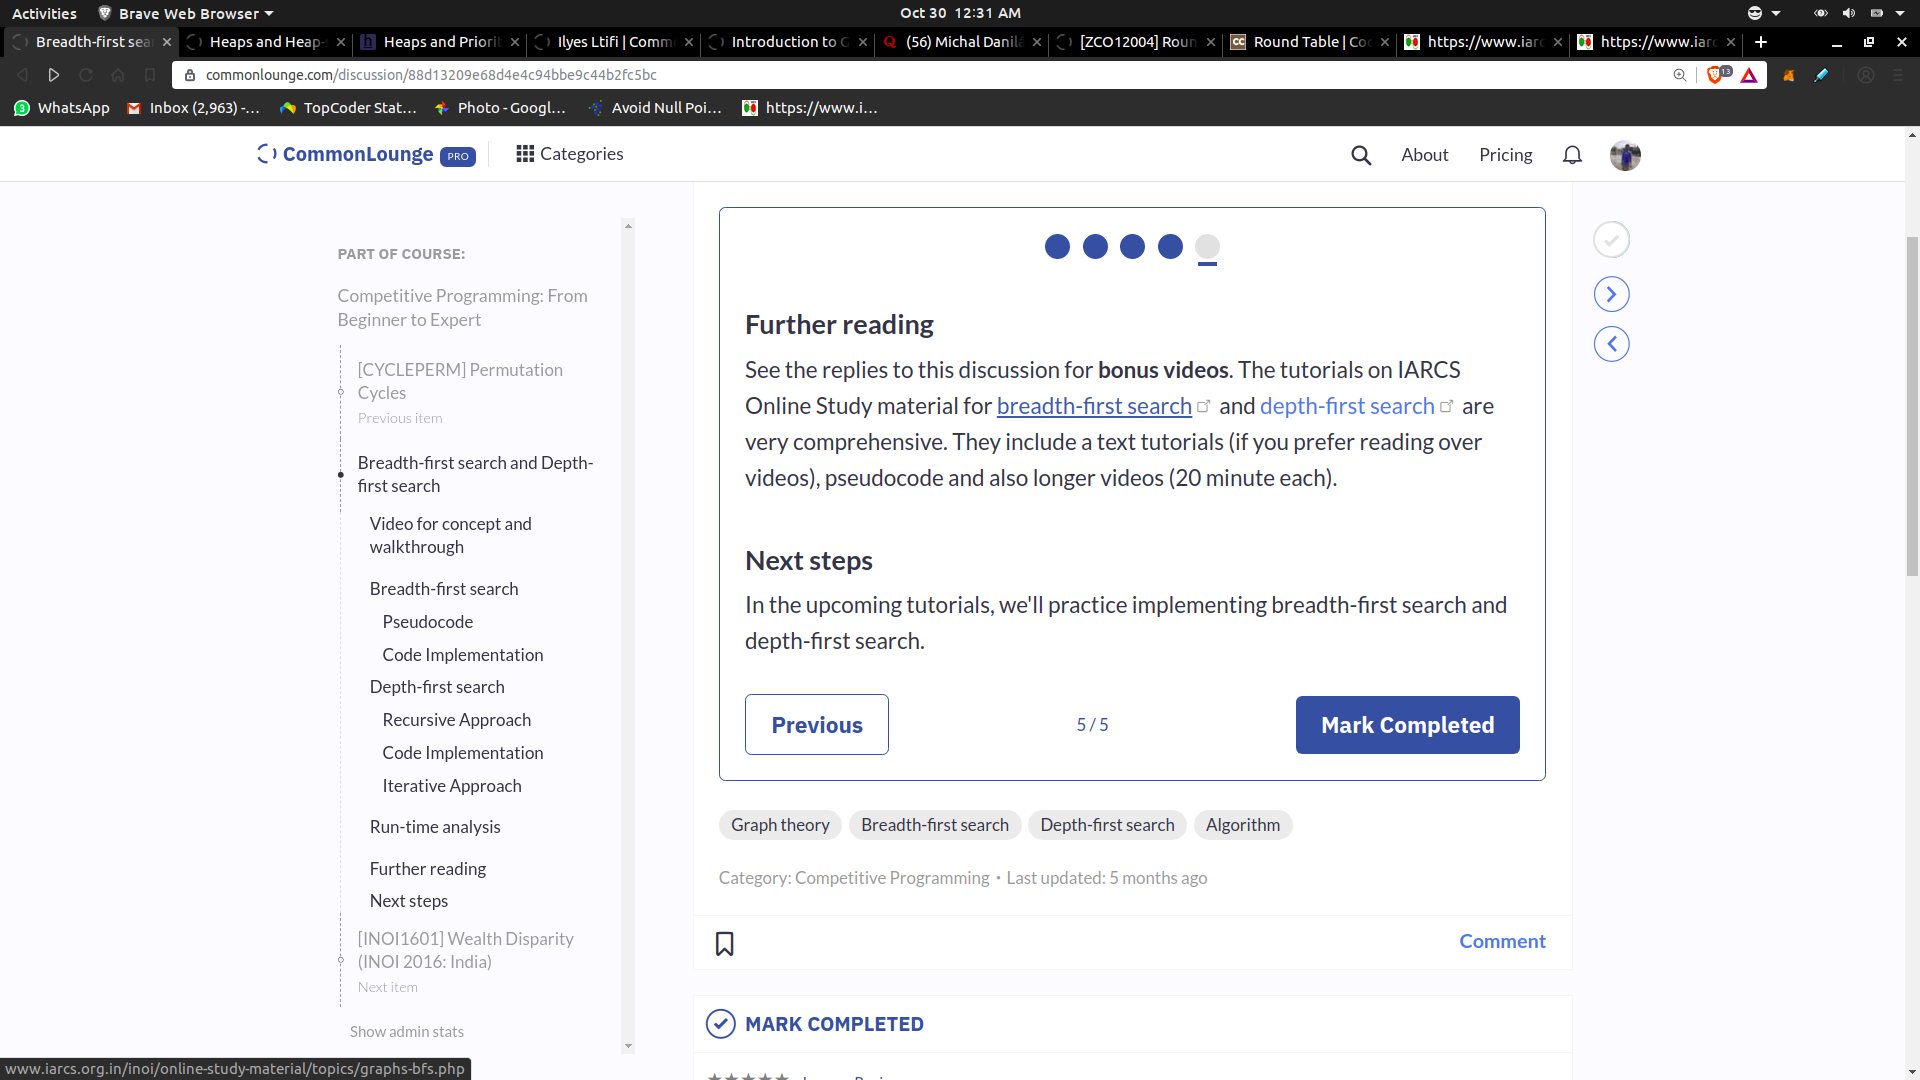 Activities
Brave Web Browser
Oct 30 12:31 AM
Breadth-first sea
Heaps and Heap-
Heaps and Priori
Ilyes Ltifi | Comm
Introduction to G
(56) Michal Danilá
[ZCO12004] Roun
Round Table | Co
https://www.iarc
https://www.iarc
commonlounge.com/discussion/88d13209e68d4e4c94bbe9c44b2fc5bc
13
WhatsApp
Inbox (2,963) -...
TopCoder Stat...
Photo - Googl...
Avoid Null Poi...
https://www.i...
CommonLounge PRO
Categories
About
Pricing
PART OF COURSE:
Competitive Programming: From
Beginner to Expert
[CYCLEPERM] Permutation
Cycles
Previous item
Breadth-first search and Depth-
first search
Video for concept and
walkthrough
Breadth-first search
Pseudocode
Code Implementation
Depth-first search
Recursive Approach
Code Implementation
Iterative Approach
Run-time analysis
Further reading
Next steps
[INOI1601] Wealth Disparity
(INOI 2016: India)
Next item
Show admin stats
Further reading
See the replies to this discussion for bonus videos. The tutorials on IARCS
Online Study material for breadth-first search and depth-first search are
very comprehensive. They include a text tutorials (if you prefer reading over
videos), pseudocode and also longer videos (20 minute each).
Next steps
In the upcoming tutorials, we'll practice implementing breadth-first search and
depth-first search.
Previous
5 / 5
Mark Completed
Graph theory
Breadth-first search
Depth-first search
Algorithm
Category: Competitive Programming • Last updated: 5 months ago
Comment
MARK COMPLETED
www.iarcs.org.in/inoi/online-study-material/topics/graphs-bfs.php